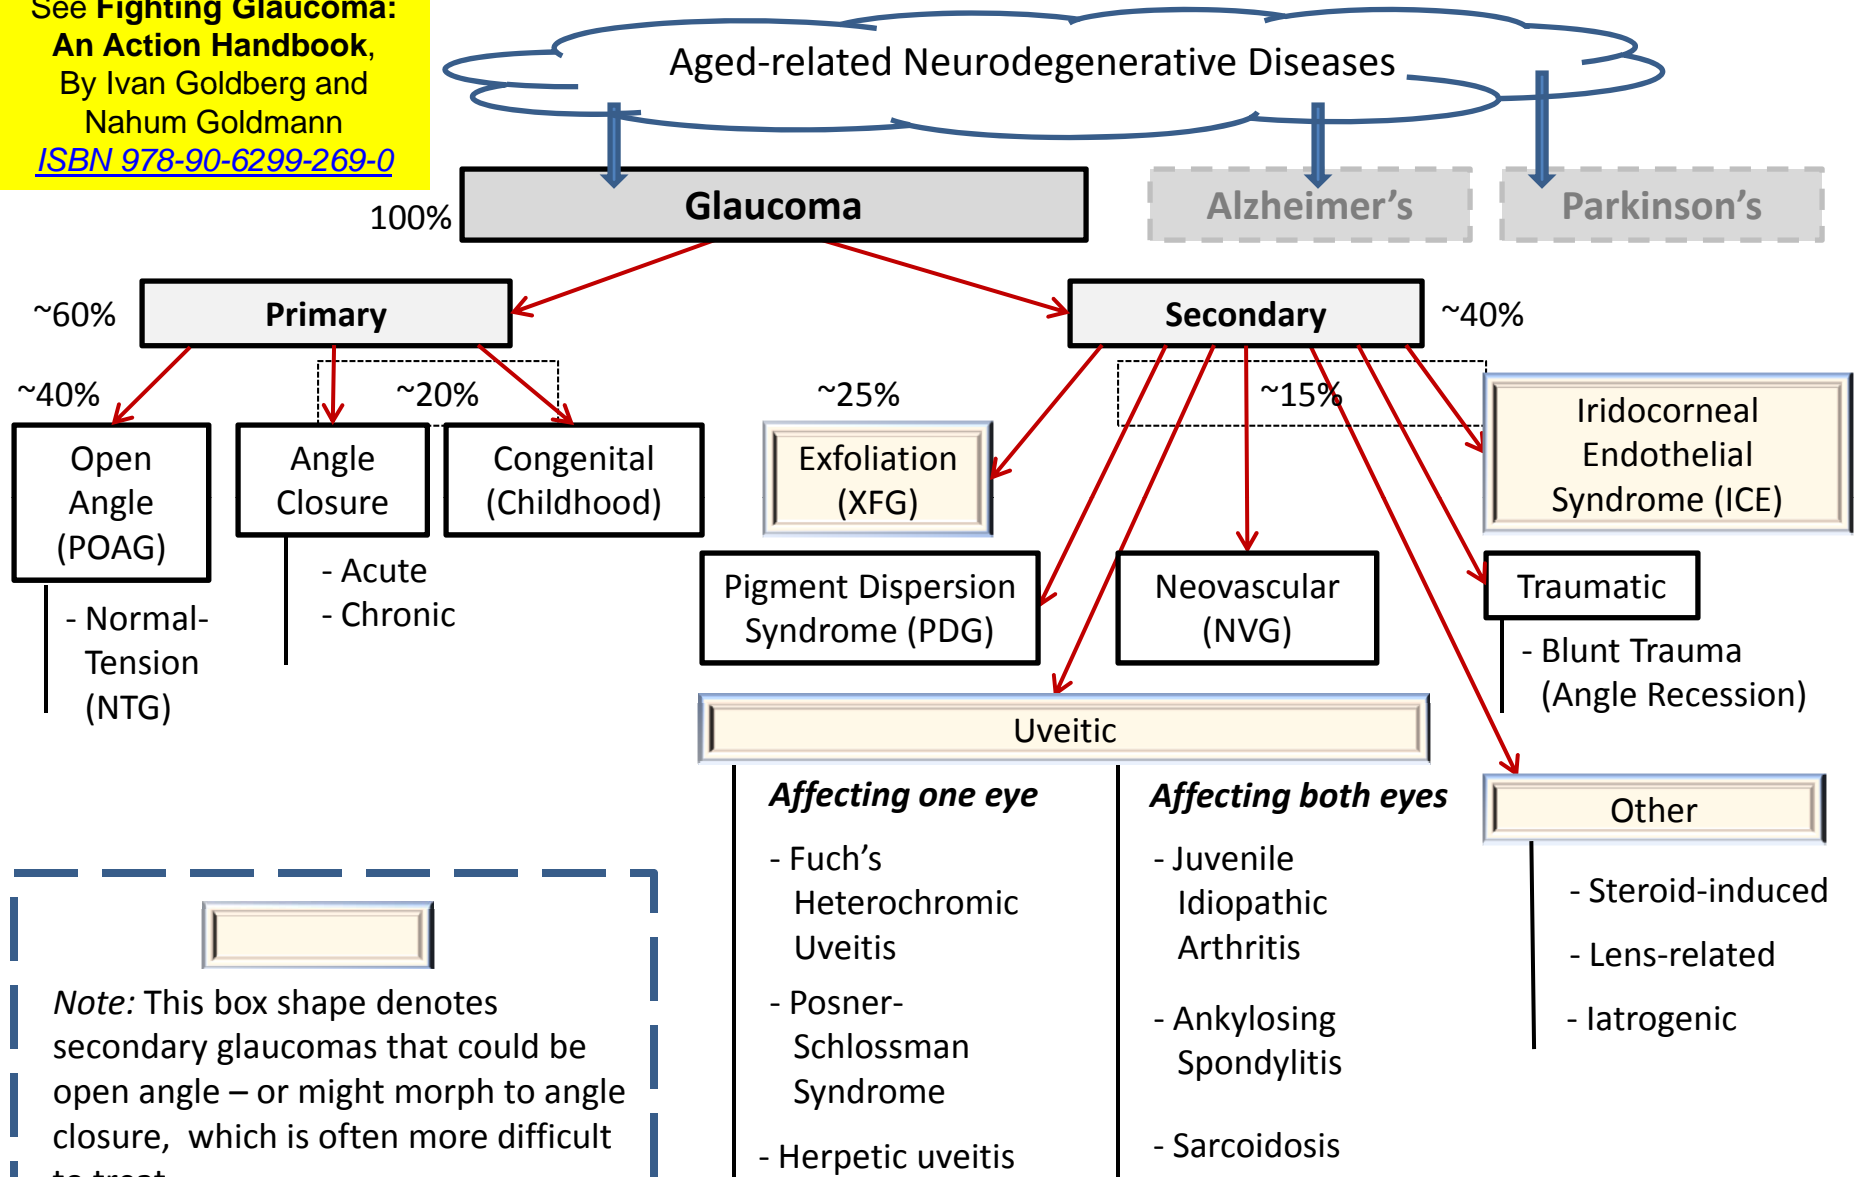 See Fighting Glaucoma:
An Action Handbook,
By Ivan Goldberg and
Nahum Goldmann
ISBN 978-90-6299-269-0
Aged-related Neurodegenerative Diseases
100%
Glaucoma
Alzheimer's
Parkinson's
~60%
Primary
Secondary
~40%
~40%
~20%
~25%
~15%
Open
Angle
(POAG)
- Normal-
Tension
(NTG)
Angle
Closure
- Acute
- Chronic
Congenital
(Childhood)
Exfoliation
(XFG)
Iridocorneal
Endothelial
Syndrome (ICE)
Pigment Dispersion
Syndrome (PDG)
Neovascular
(NVG)
Traumatic
- Blunt Trauma
(Angle Recession)
Uveitic
Affecting one eye
- Fuch's
Heterochromic
Uveitis
- Posner-
Schlossman
Syndrome
- Herpetic uveitis
Affecting both eyes
- Juvenile
Idiopathic
Arthritis
- Ankylosing
Spondylitis
- Sarcoidosis
Other
- Steroid-induced
- Lens-related
- Iatrogenic
Note: This box shape denotes
secondary glaucomas that could be
open angle – or might morph to angle
closure, which is often more difficult
to treat